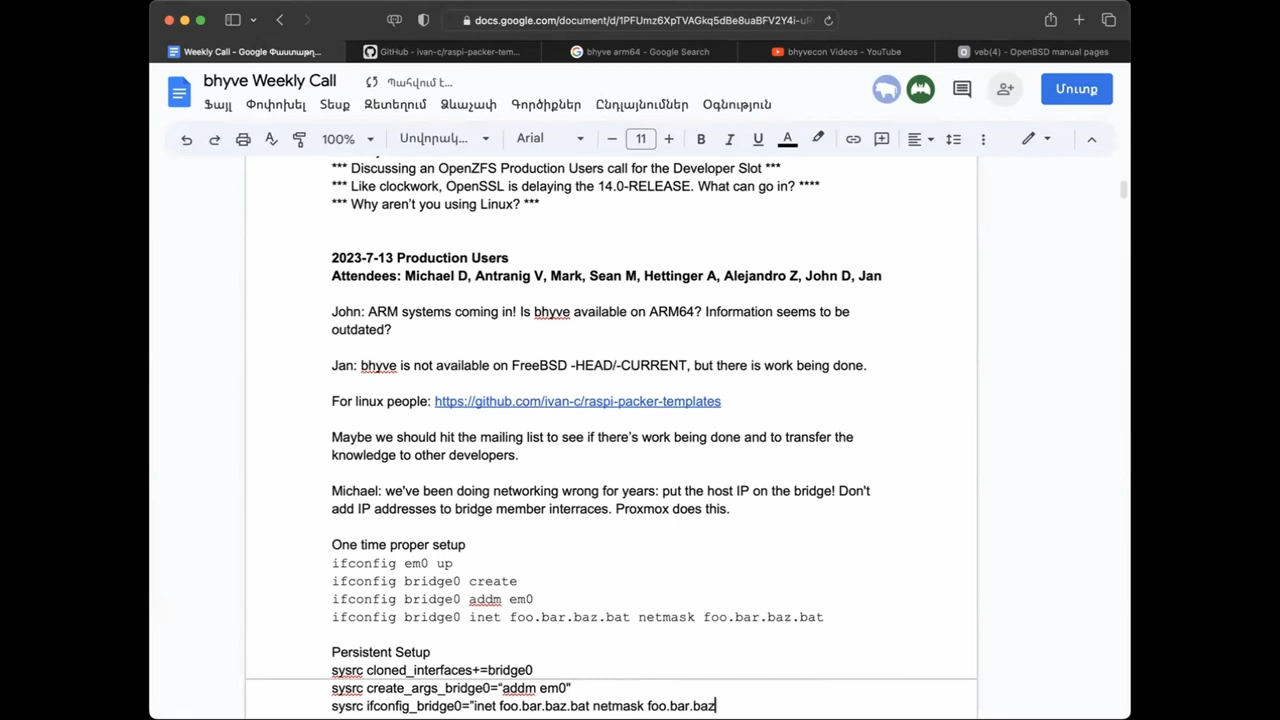 docs.google.com/document/d/1PFUmz6XpTVAGkq5dBe8uaBFV2Y4i-uR
Weekly Call - Google Փաստաթղ...
GitHub - ivan-c/raspi-packer-tem...
bhyve arm64 - Google Search
bhyvecon Videos - YouTube
veb(4) - OpenBSD manual pages
bhyve Weekly Call
Պահվում է...
Ֆայլ Փոփոխել Տեսք Զետեղում Ձևաչափ Գործիքներ Ընդլայնումներ Օգնություն
Մուտք
100% Սովորակ... Arial 11
*** Discussing an OpenZFS Production Users call for the Developer Slot ***
*** Like clockwork, OpenSSL is delaying the 14.0-RELEASE. What can go in? ****
*** Why aren't you using Linux? ***
2023-7-13 Production Users
Attendees: Michael D, Antranig V, Mark, Sean M, Hettinger A, Alejandro Z, John D, Jan
John: ARM systems coming in! Is bhyve available on ARM64? Information seems to be
outdated?
Jan: bhyve is not available on FreeBSD -HEAD/-CURRENT, but there is work being done.
For linux people: https://github.com/ivan-c/raspi-packer-templates
Maybe we should hit the mailing list to see if there's work being done and to transfer the
knowledge to other developers.
Michael: we've been doing networking wrong for years: put the host IP on the bridge! Don't
add IP addresses to bridge member interraces. Proxmox does this.
One time proper setup
ifconfig em0 up
ifconfig bridge0 create
ifconfig bridge0 addm em0
ifconfig bridge0 inet foo.bar.baz.bat netmask foo.bar.baz.bat
Persistent Setup
sysrc cloned_interfaces+=bridge0
sysrc create_args_bridge0="addm em0"
sysrc ifconfig_bridge0="inet foo.bar.baz.bat netmask foo.bar.baz